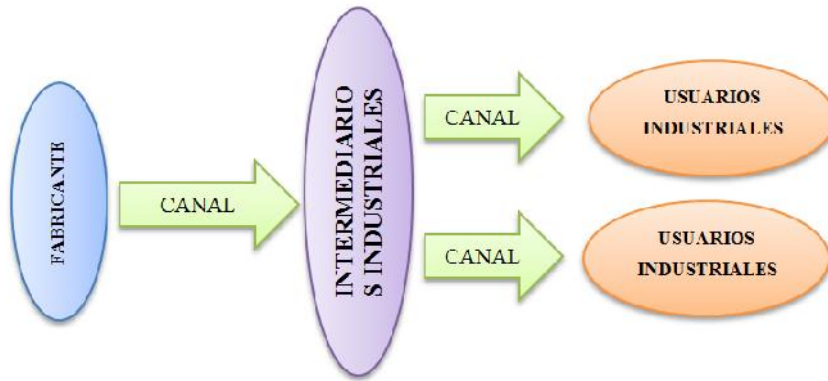 FABRICANTE
CANAL
INTERMEDIARIO
S INDUSTRIALES
CANAL
USUARIOS
INDUSTRIALES
CANAL
USUARIOS
INDUSTRIALES